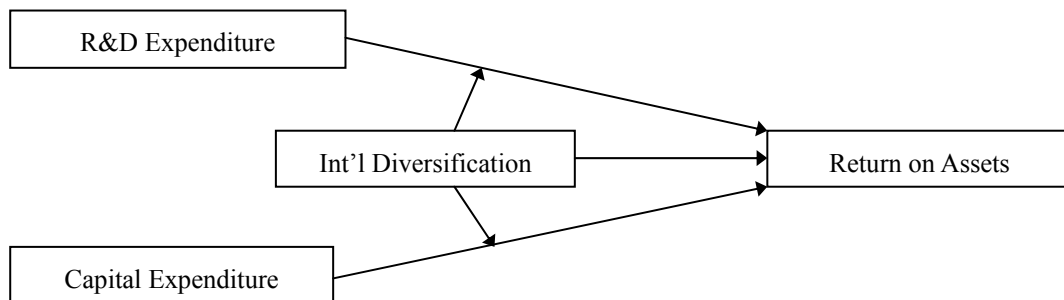 R&D Expenditure
Int’l Diversification
Return on Assets
Capital Expenditure